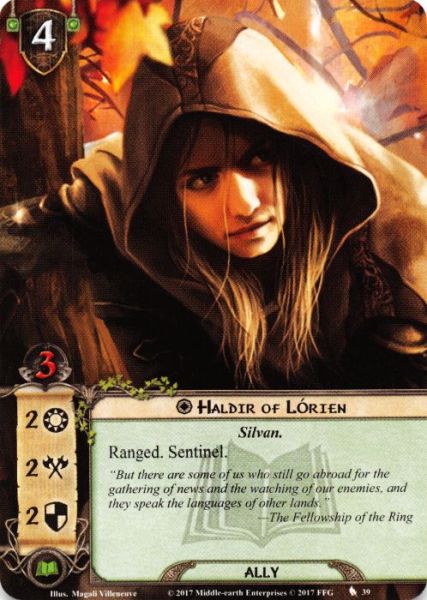 4
3
HALDIR OF LÓRIEN
2
Silvan.
Ranged. Sentinel.
2
“But there are some of us who still go abroad for the
gathering of news and the watching of our enemies, and
they speak the languages of other lands.”
2
—The Fellowship of the Ring
ALLY
Illus. Magali Villeneuve © 2017 Middle-earth Enterprises © 2017 FFG 39